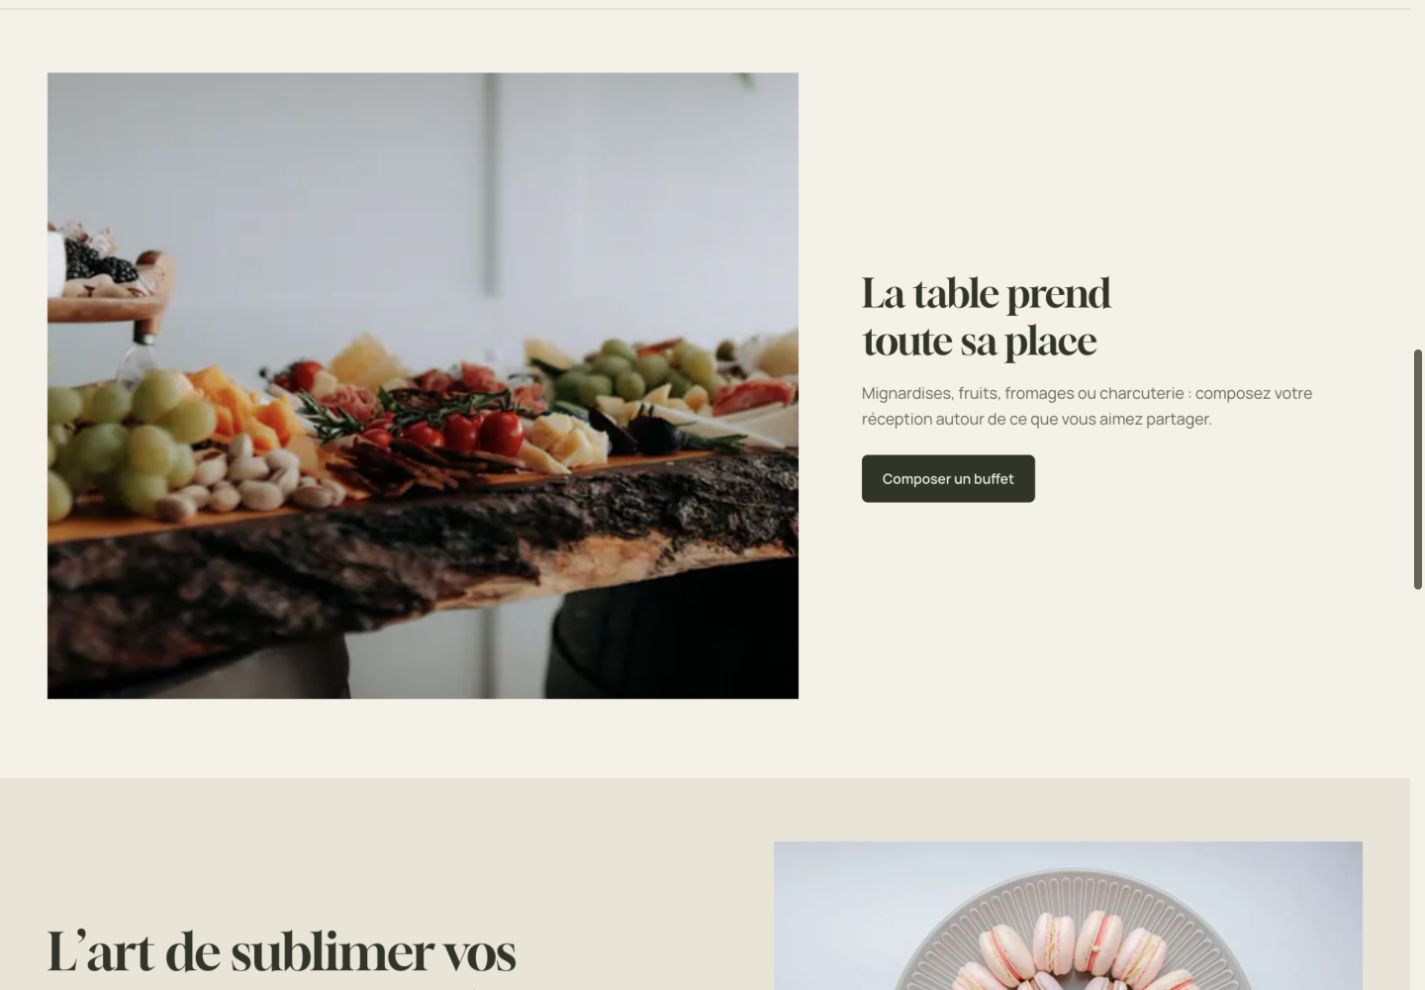 La table prend
toute sa place
Mignardises, fruits, fromages ou charcuterie : composez votre
réception autour de ce que vous aimez partager.
Composer un buffet
L’art de sublimer vos